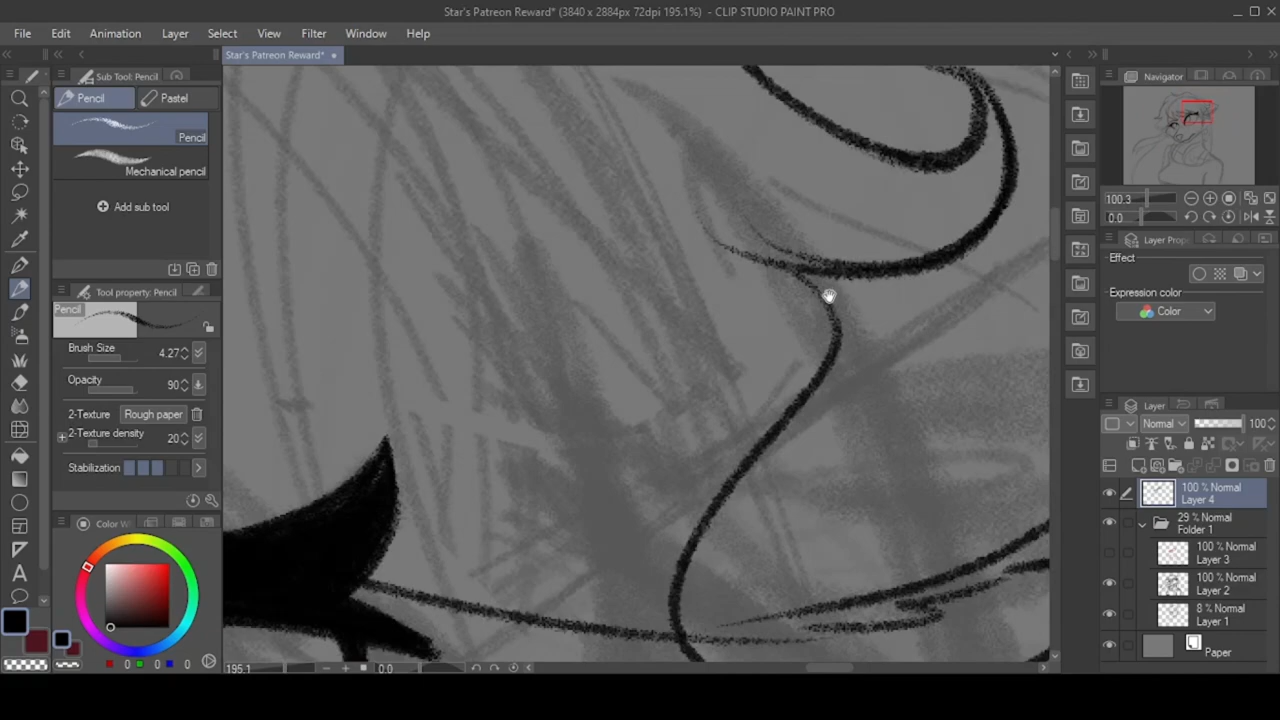 Star's Patreon Reward* (3840 x 2884px 72dpi 195.1%) - CLIP STUDIO PAINT PRO
File Edit Animation Layer Select View Filter Window Help
Star's Patreon Reward*
Sub Tool: Pencil
Pencil Pastel
Pencil
Mechanical pencil
Add sub tool
Tool property: Pencil
Pencil
Brush Size 4.27
Opacity 90
2-Texture Rough paper
2-Texture density 20
Stabilization
Color W
0 0 0
195.1 0.0
Navigator
100.3
0.0
Layer Prop
Effect
Expression color
Color
Layer
Normal 100
100 % Normal
Layer 4
29 % Normal
Folder 1
100 % Normal
Layer 3
100 % Normal
Layer 2
8 % Normal
Layer 1
Paper